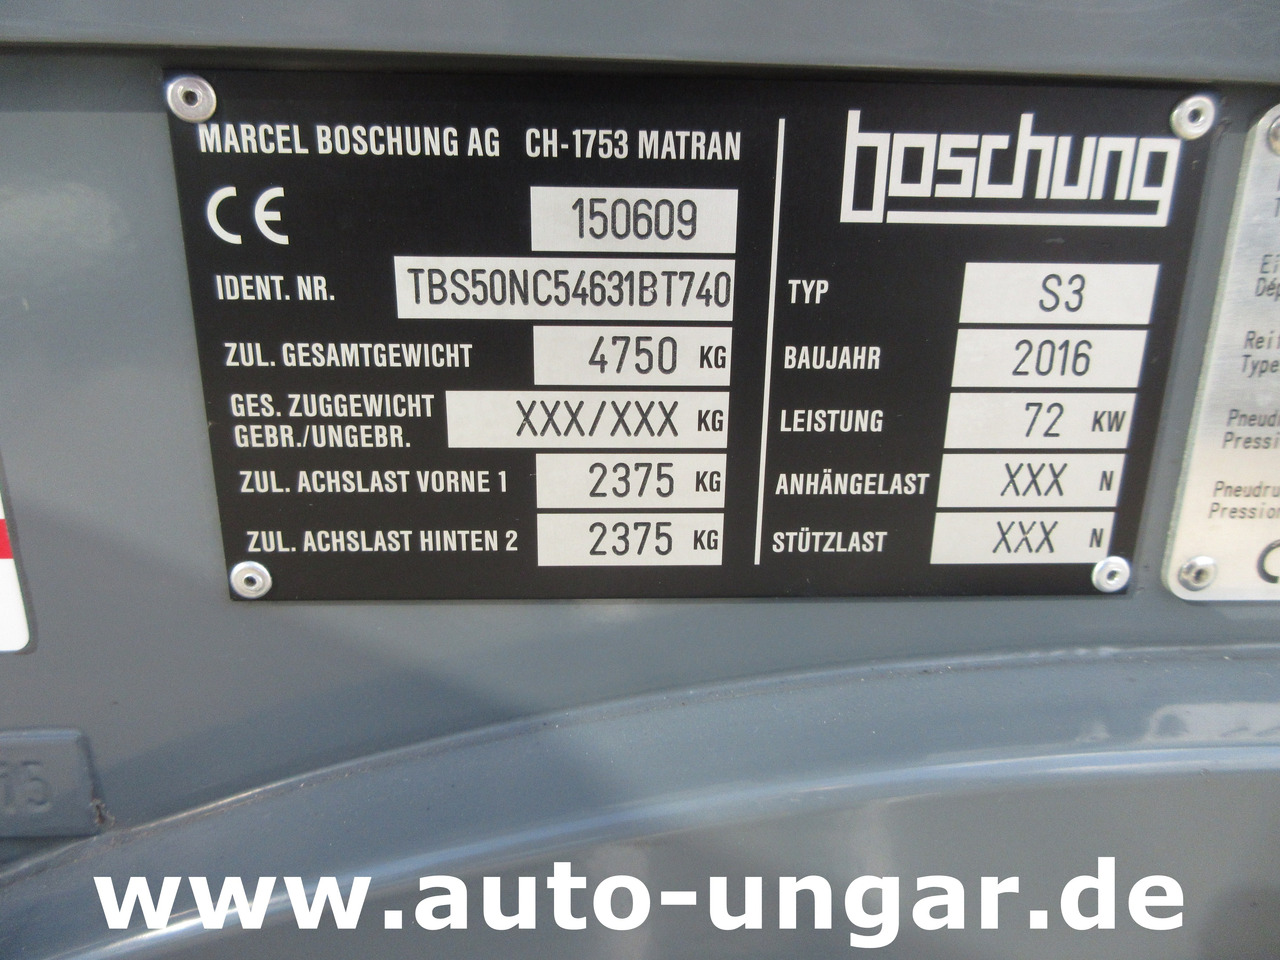 MARCEL BOSCHUNG AG CH-1753 MATRAN
CE 150609
IDENT. NR. TBS50NC54631BT740
ZUL. GESAMTGEWICHT 4750 KG
GES. ZUGGEWICHT
GEBR./UNGEBR. XXX/XXX KG
ZUL. ACHSLAST VORNE 1 2375 KG
ZUL. ACHSLAST HINTEN 2 2375 KG
boschung
TYP S3
BAUJAHR 2016
LEISTUNG 72 KW
ANHÄNGELAST XXX N
STÜTZLAST XXX N
Type
15
www.auto-ungar.de